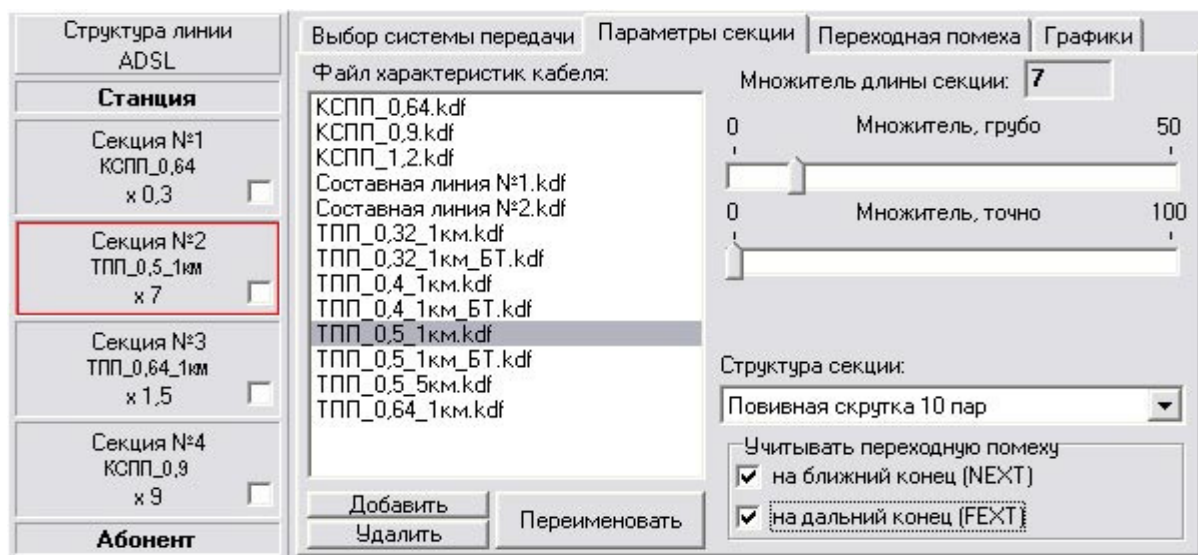 Структура линии
ADSL
Станция
Секция №1
КСПП_0,64
x 0,3
Секция №2
ТПП_0,5_1км
x 7
Секция №3
ТПП_0,64_1км
x 1,5
Секция №4
КСПП_0,9
x 9
Абонент
Выбор системы передачи Параметры секции Переходная помеха Графики
Файл характеристик кабеля:
КСПП_0,64.kdf
КСПП_0,9.kdf
КСПП_1,2.kdf
Составная линия №1.kdf
Составная линия №2.kdf
ТПП_0,32_1км.kdf
ТПП_0,32_1км_БТ.kdf
ТПП_0,4_1км.kdf
ТПП_0,4_1км_БТ.kdf
ТПП_0,5_1км.kdf
ТПП_0,5_1км_БТ.kdf
ТПП_0,5_5км.kdf
ТПП_0,64_1км.kdf
Добавить
Удалить
Переименовать
Множитель длины секции: 7
0 Множитель, грубо 50
0 Множитель, точно 100
Структура секции:
Повивная скрутка 10 пар
Учитывать переходную помеху
на ближний конец (NEXT)
на дальний конец (FEXT)